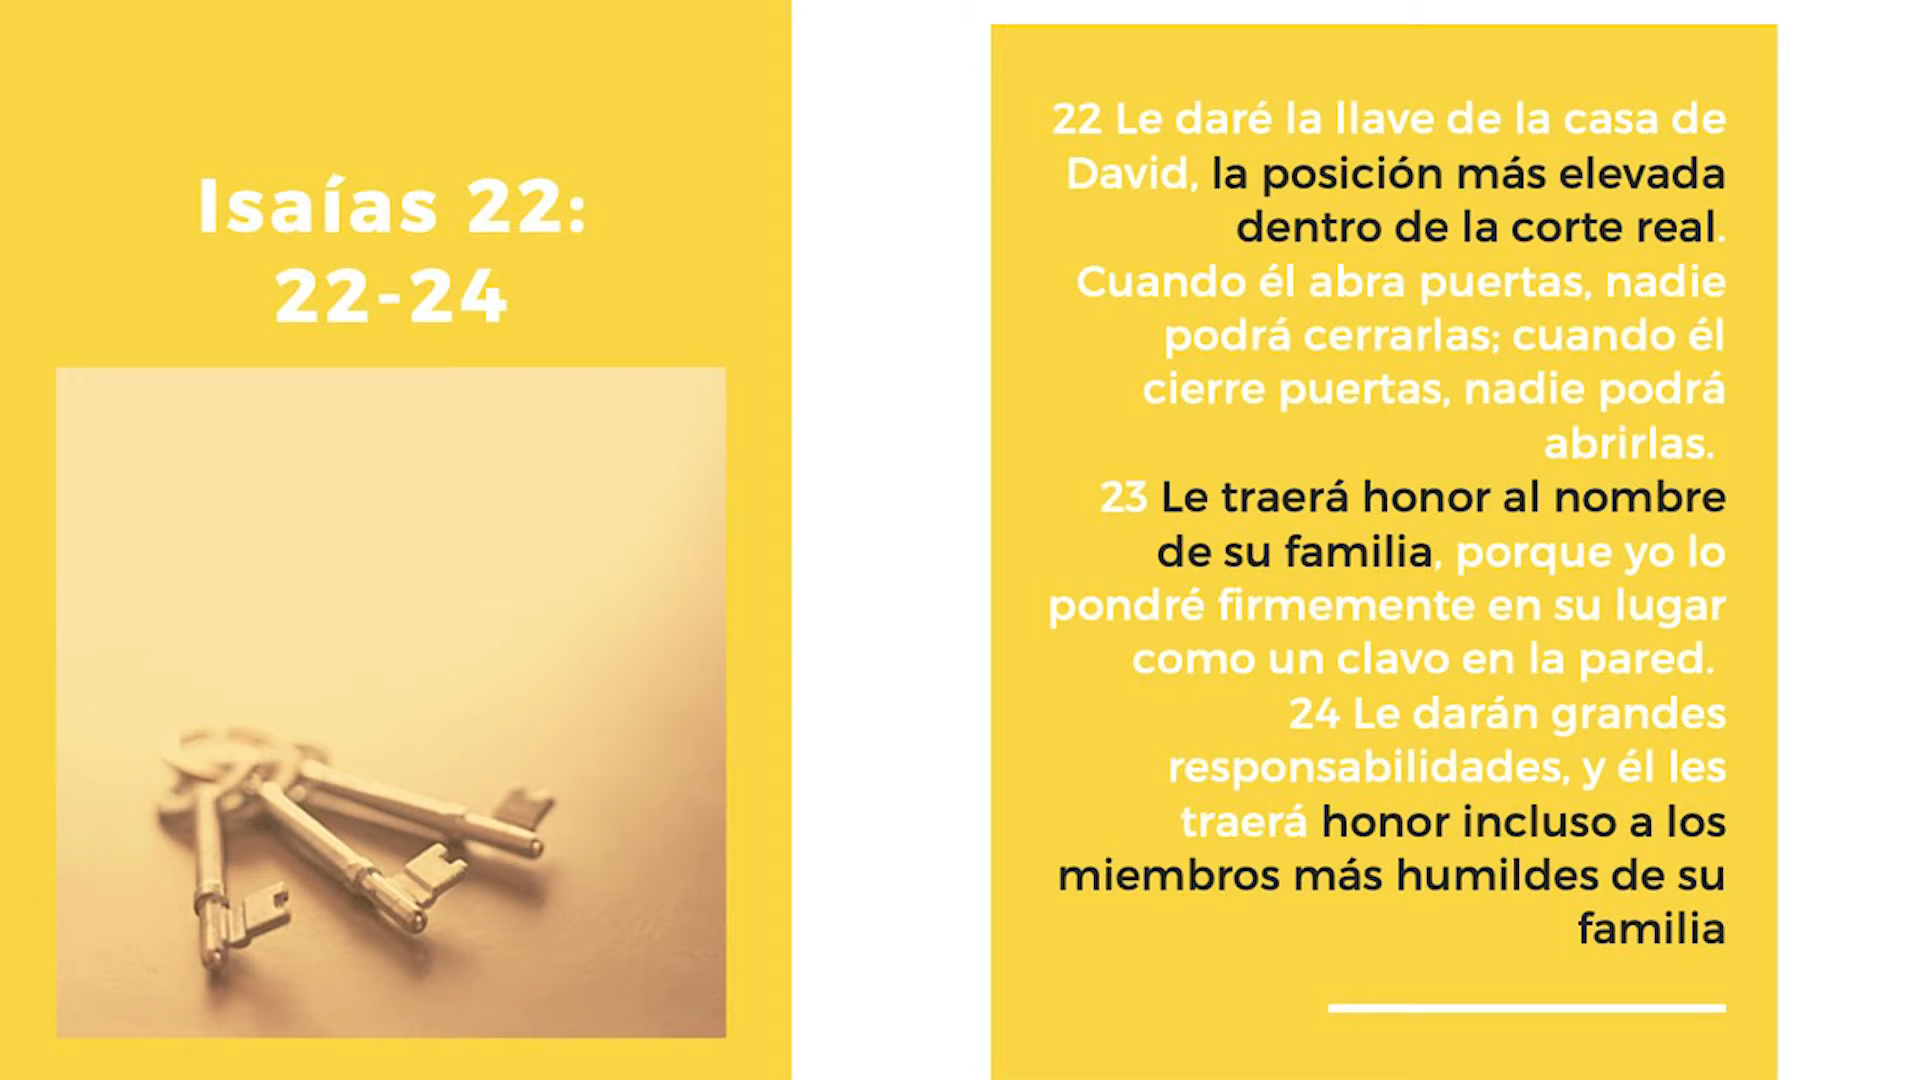 Isaías 22:
22-24
22 Le daré la llave de la casa de
David, la posición más elevada
dentro de la corte real.
Cuando él abra puertas, nadie
podrá cerrarlas; cuando él
cierre puertas, nadie podrá
abrirlas.
23 Le traerá honor al nombre
de su familia, porque yo lo
pondré firmemente en su lugar
como un clavo en la pared.
24 Le darán grandes
responsabilidades, y él les
traerá honor incluso a los
miembros más humildes de su
familia